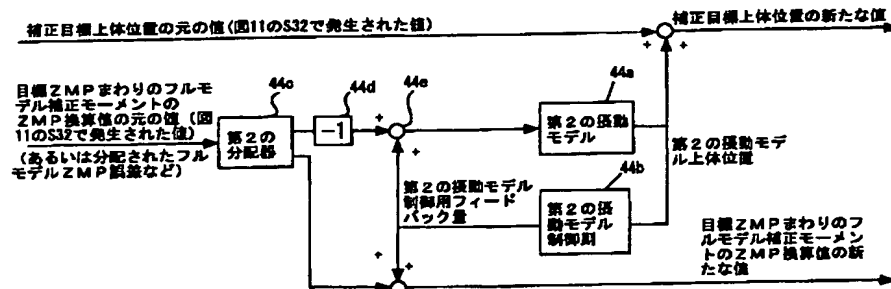 補正目標上体位置の元の値(図11のS32で発生された値)
補正目標上体位置の新たな値
目標ZMPまわりのフルモ
デル補正モーメントの
ZMP換算値の元の値(図
11のS32で発生された値)
(あるいは分配されたフル
モデルZMP誤差など)
44c
第2の
分配器
44d
-1
44e
44a
第2の摂動
モデル
第2の摂動モデ
ル上体位置
44b
第2の摂
動モデル
制御則
第2の摂動モデル
制御用フィード
バック量
目標ZMPまわりのフ
ルモデル補正モーメン
トのZMP換算値の新
たな値
+
+
+
+
+
+